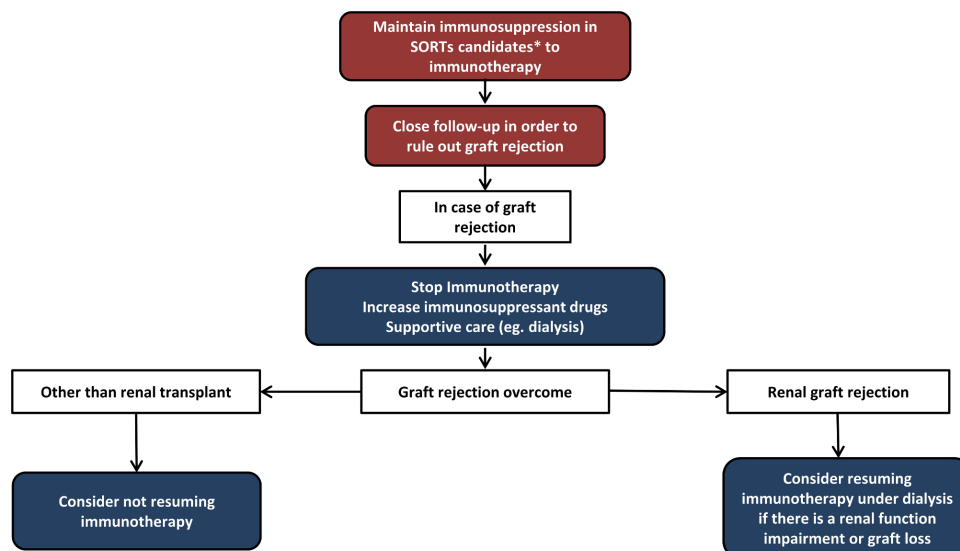 Maintain immunosuppression in
SORTs candidates* to
immunotherapy
Close follow-up in order to
rule out graft rejection
In case of graft
rejection
Stop Immunotherapy
Increase immunosuppressant drugs
Supportive care (eg. dialysis)
Other than renal transplant
Graft rejection overcome
Renal graft rejection
Consider not resuming
immunotherapy
Consider resuming
immunotherapy under dialysis
if there is a renal function
impairment or graft loss